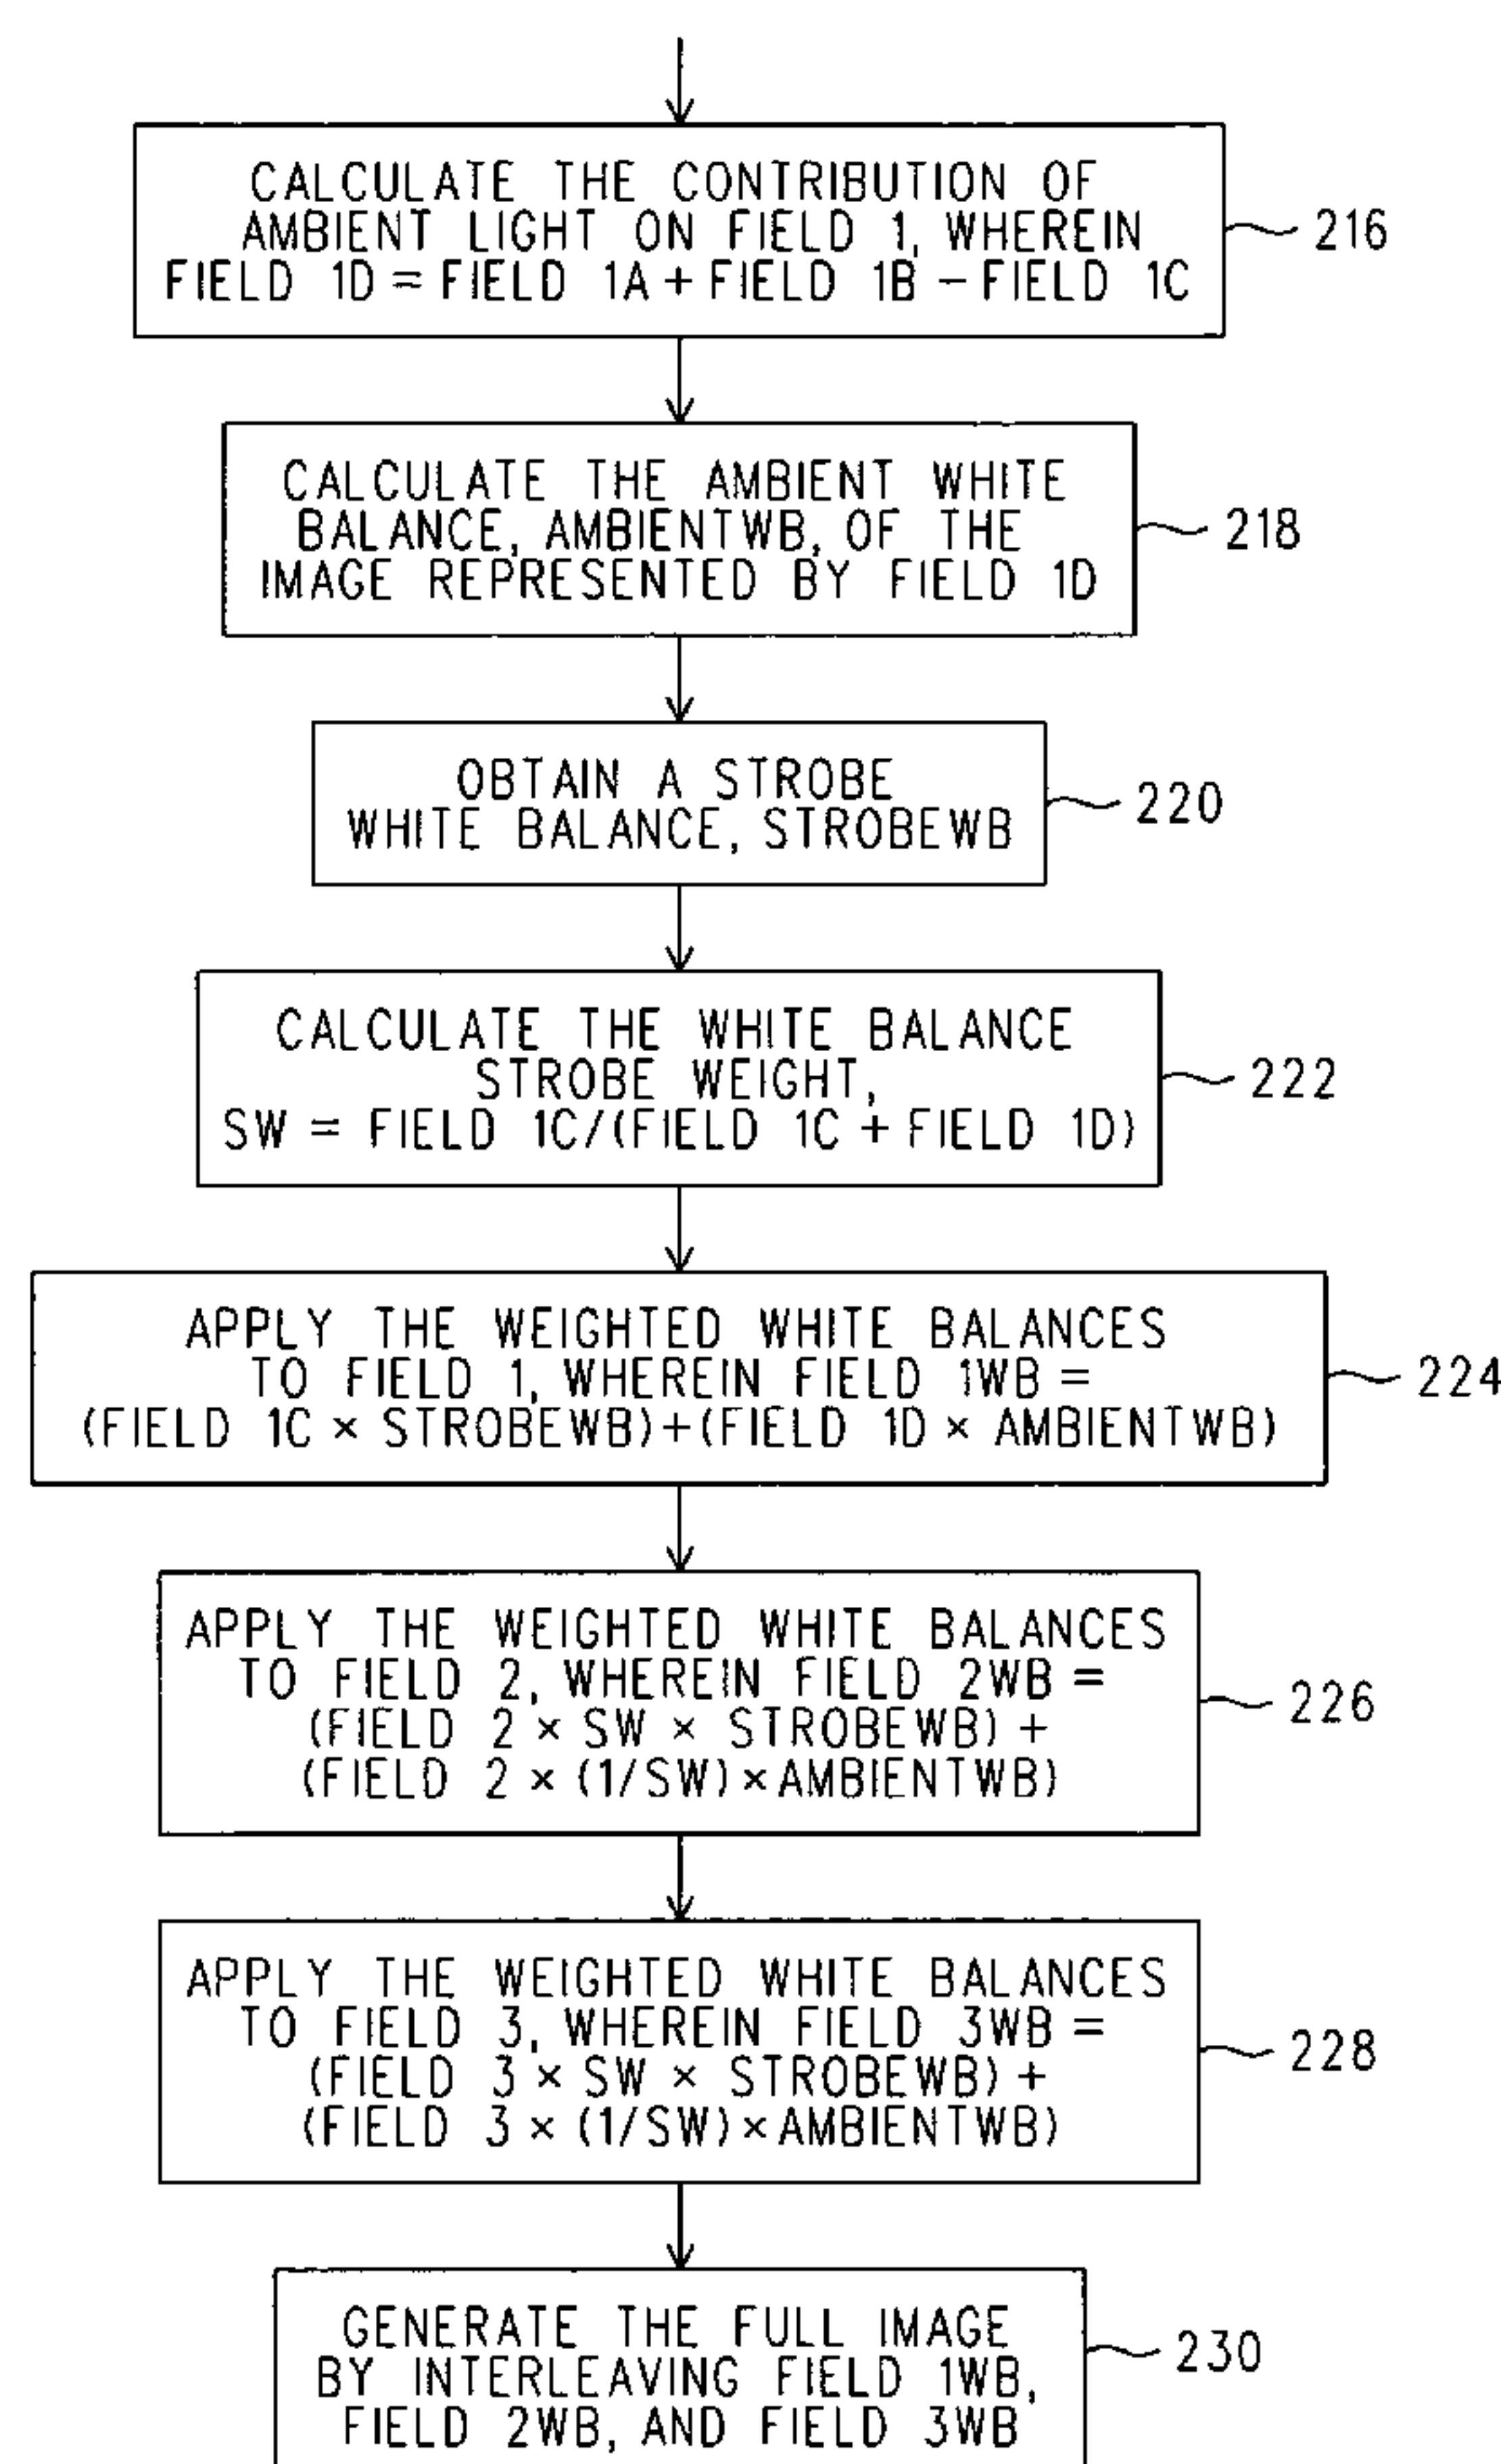 CALCULATE THE CONTRIBUTION OF
AMBIENT LIGHT ON FIELD 1, WHEREIN
FIELD 1D = FIELD 1A + FIELD 1B - FIELD 1C
216
CALCULATE THE AMBIENT WHITE
BALANCE, AMBIENTWB, OF THE
IMAGE REPRESENTED BY FIELD 1D
218
OBTAIN A STROBE
WHITE BALANCE, STROBEWB
220
CALCULATE THE WHITE BALANCE
STROBE WEIGHT,
SW = FIELD 1C/(FIELD 1C + FIELD 1D)
222
APPLY THE WEIGHTED WHITE BALANCES
TO FIELD 1, WHEREIN FIELD 1WB =
(FIELD 1C × STROBEWB)+(FIELD 1D × AMBIENTWB)
224
APPLY THE WEIGHTED WHITE BALANCES
TO FIELD 2, WHEREIN FIELD 2WB =
(FIELD 2 × SW × STROBEWB) +
(FIELD 2 × (1/SW)×AMBIENTWB)
226
APPLY THE WEIGHTED WHITE BALANCES
TO FIELD 3, WHEREIN FIELD 3WB =
(FIELD 3 × SW × STROBEWB) +
(FIELD 3 × (1/SW)×AMBIENTWB)
228
GENERATE THE FULL IMAGE
BY INTERLEAVING FIELD 1WB,
FIELD 2WB, AND FIELD 3WB
230